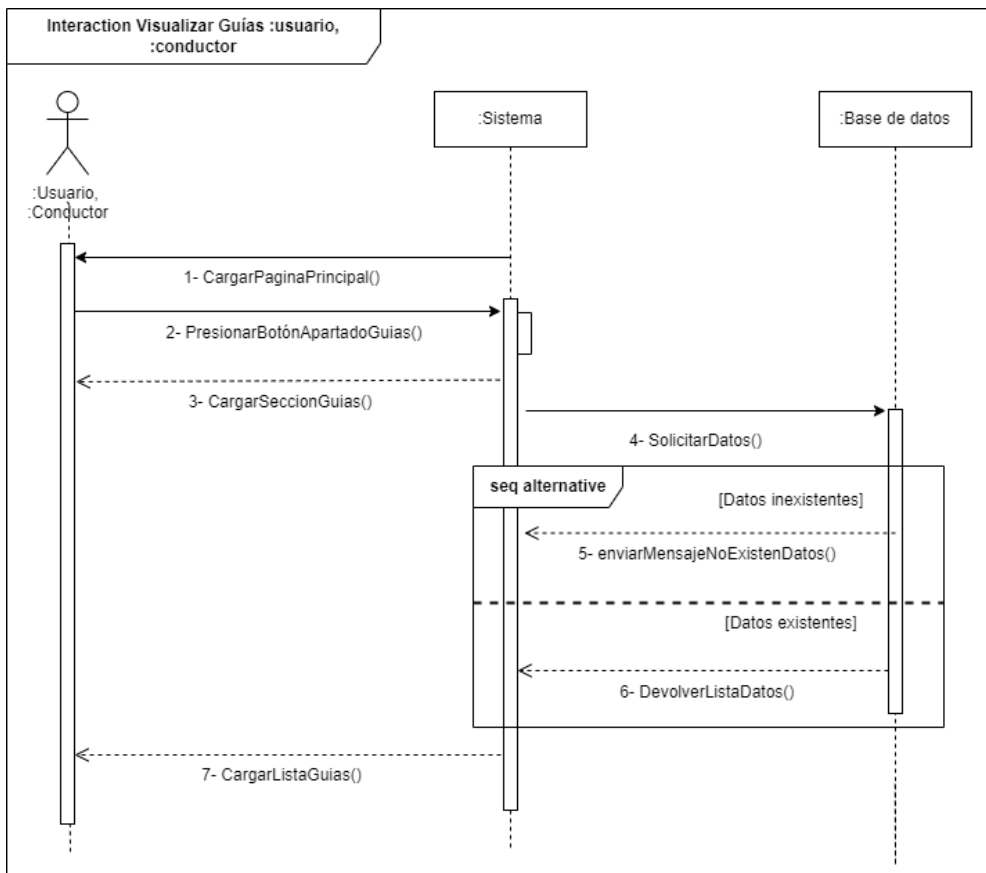 Interaction Visualizar Guías :usuario,
:conductor
:Sistema
:Base de datos
:Usuario,
:Conductor
1- CargarPaginaPrincipal()
2- PresionarBotónApartadoGuias()
3- CargarSeccionGuias()
4- SolicitarDatos()
seq alternative
[Datos inexistentes]
5- enviarMensajeNoExistenDatos()
[Datos existentes]
6- DevolverListaDatos()
7- CargarListaGuias()